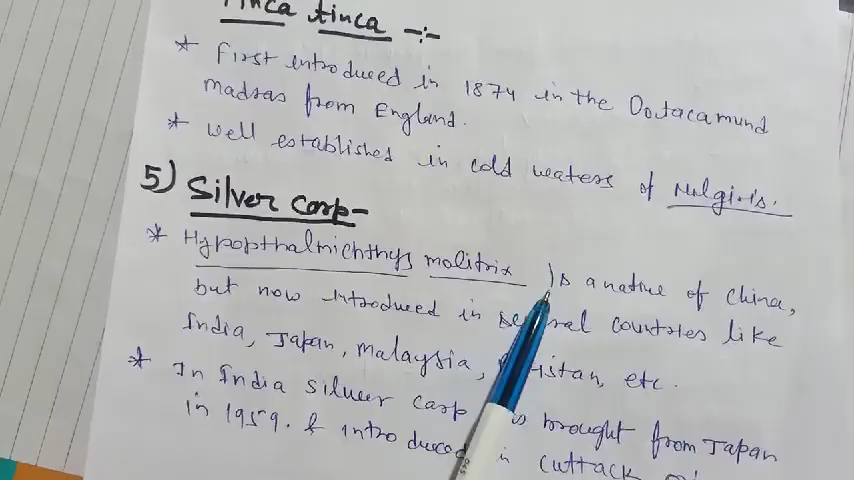 Tinca tinca -:-
* First introduced in 1874 in the Ootacamund
madras from England.
* well established in cold waters of Nilgiris.
5) Silver carp-
* Hypopthalmichthys molitrix is a native of China,
but now introduced in several countries like
India, Japan, malaysia, etc.
* In India silver carp is brought from Japan
in 1959. & introduced in cuttack